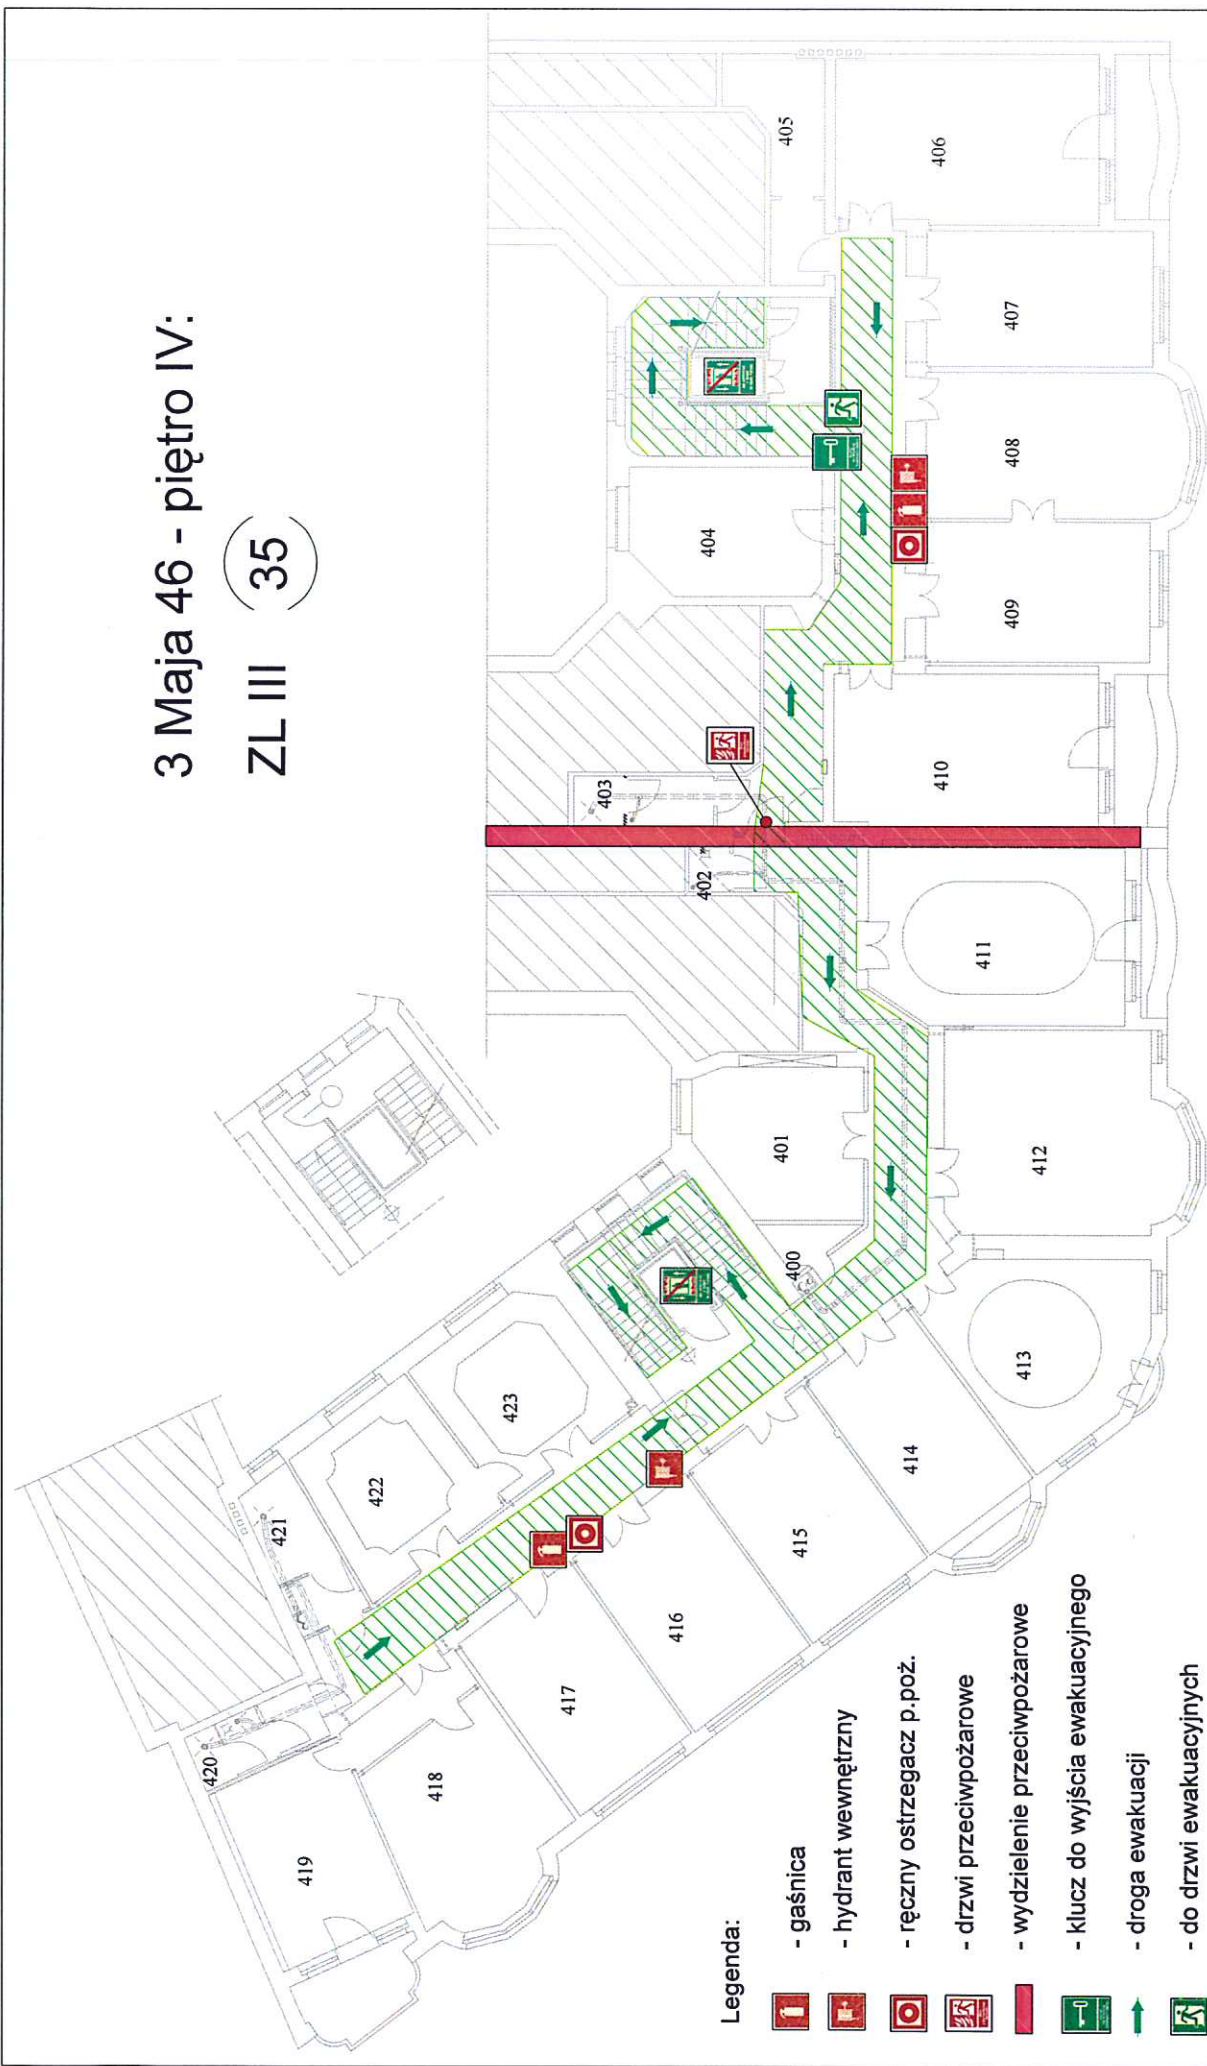 3 Maja 46 - piętro IV:
ZL III (35)
419
420
418
421
417
422
416
423
415
414
413
400
401
412
411
402
403
410
404
409
408
407
405
406
Legenda:
- gaśnica
- hydrant wewnętrzny
- ręczny ostrzegacz p.poż.
- drzwi przeciwpożarowe
- wydzielenie przeciwpożarowe
- klucz do wyjścia ewakuacyjnego
- droga ewakuacji
- do drzwi ewakuacyjnych